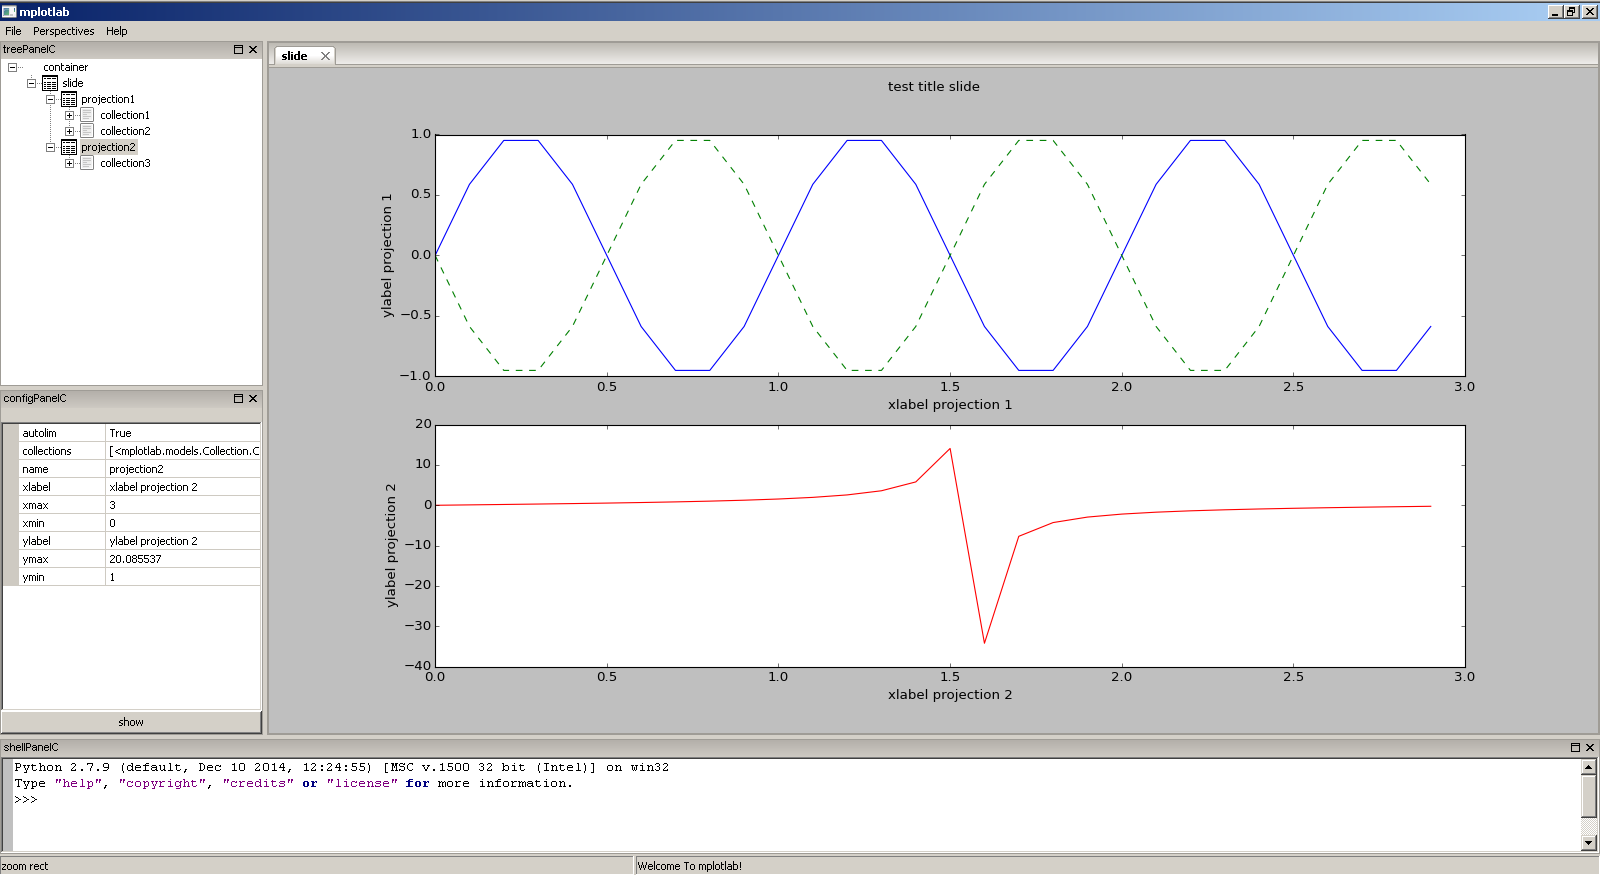 mplotlab
File Perspectives Help
treePanelC
container
slide
projection1
collection1
collection2
projection2
collection3
configPanelC
autolim True
collections [<mplotlab.models.Collection.C
name projection2
xlabel xlabel projection 2
xmax 3
xmin 0
ylabel ylabel projection 2
ymax 20.085537
ymin 1
show
slide
test title slide
ylabel projection 1
1.0
0.5
0.0
−0.5
−1.0
0.0 0.5 1.0 1.5 2.0 2.5 3.0
xlabel projection 1
ylabel projection 2
20
10
0
−10
−20
−30
−40
0.0 0.5 1.0 1.5 2.0 2.5 3.0
xlabel projection 2
shellPanelC
Python 2.7.9 (default, Dec 10 2014, 12:24:55) [MSC v.1500 32 bit (Intel)] on win32
Type "help", "copyright", "credits" or "license" for more information.
>>>
zoom rect
Welcome To mplotlab!